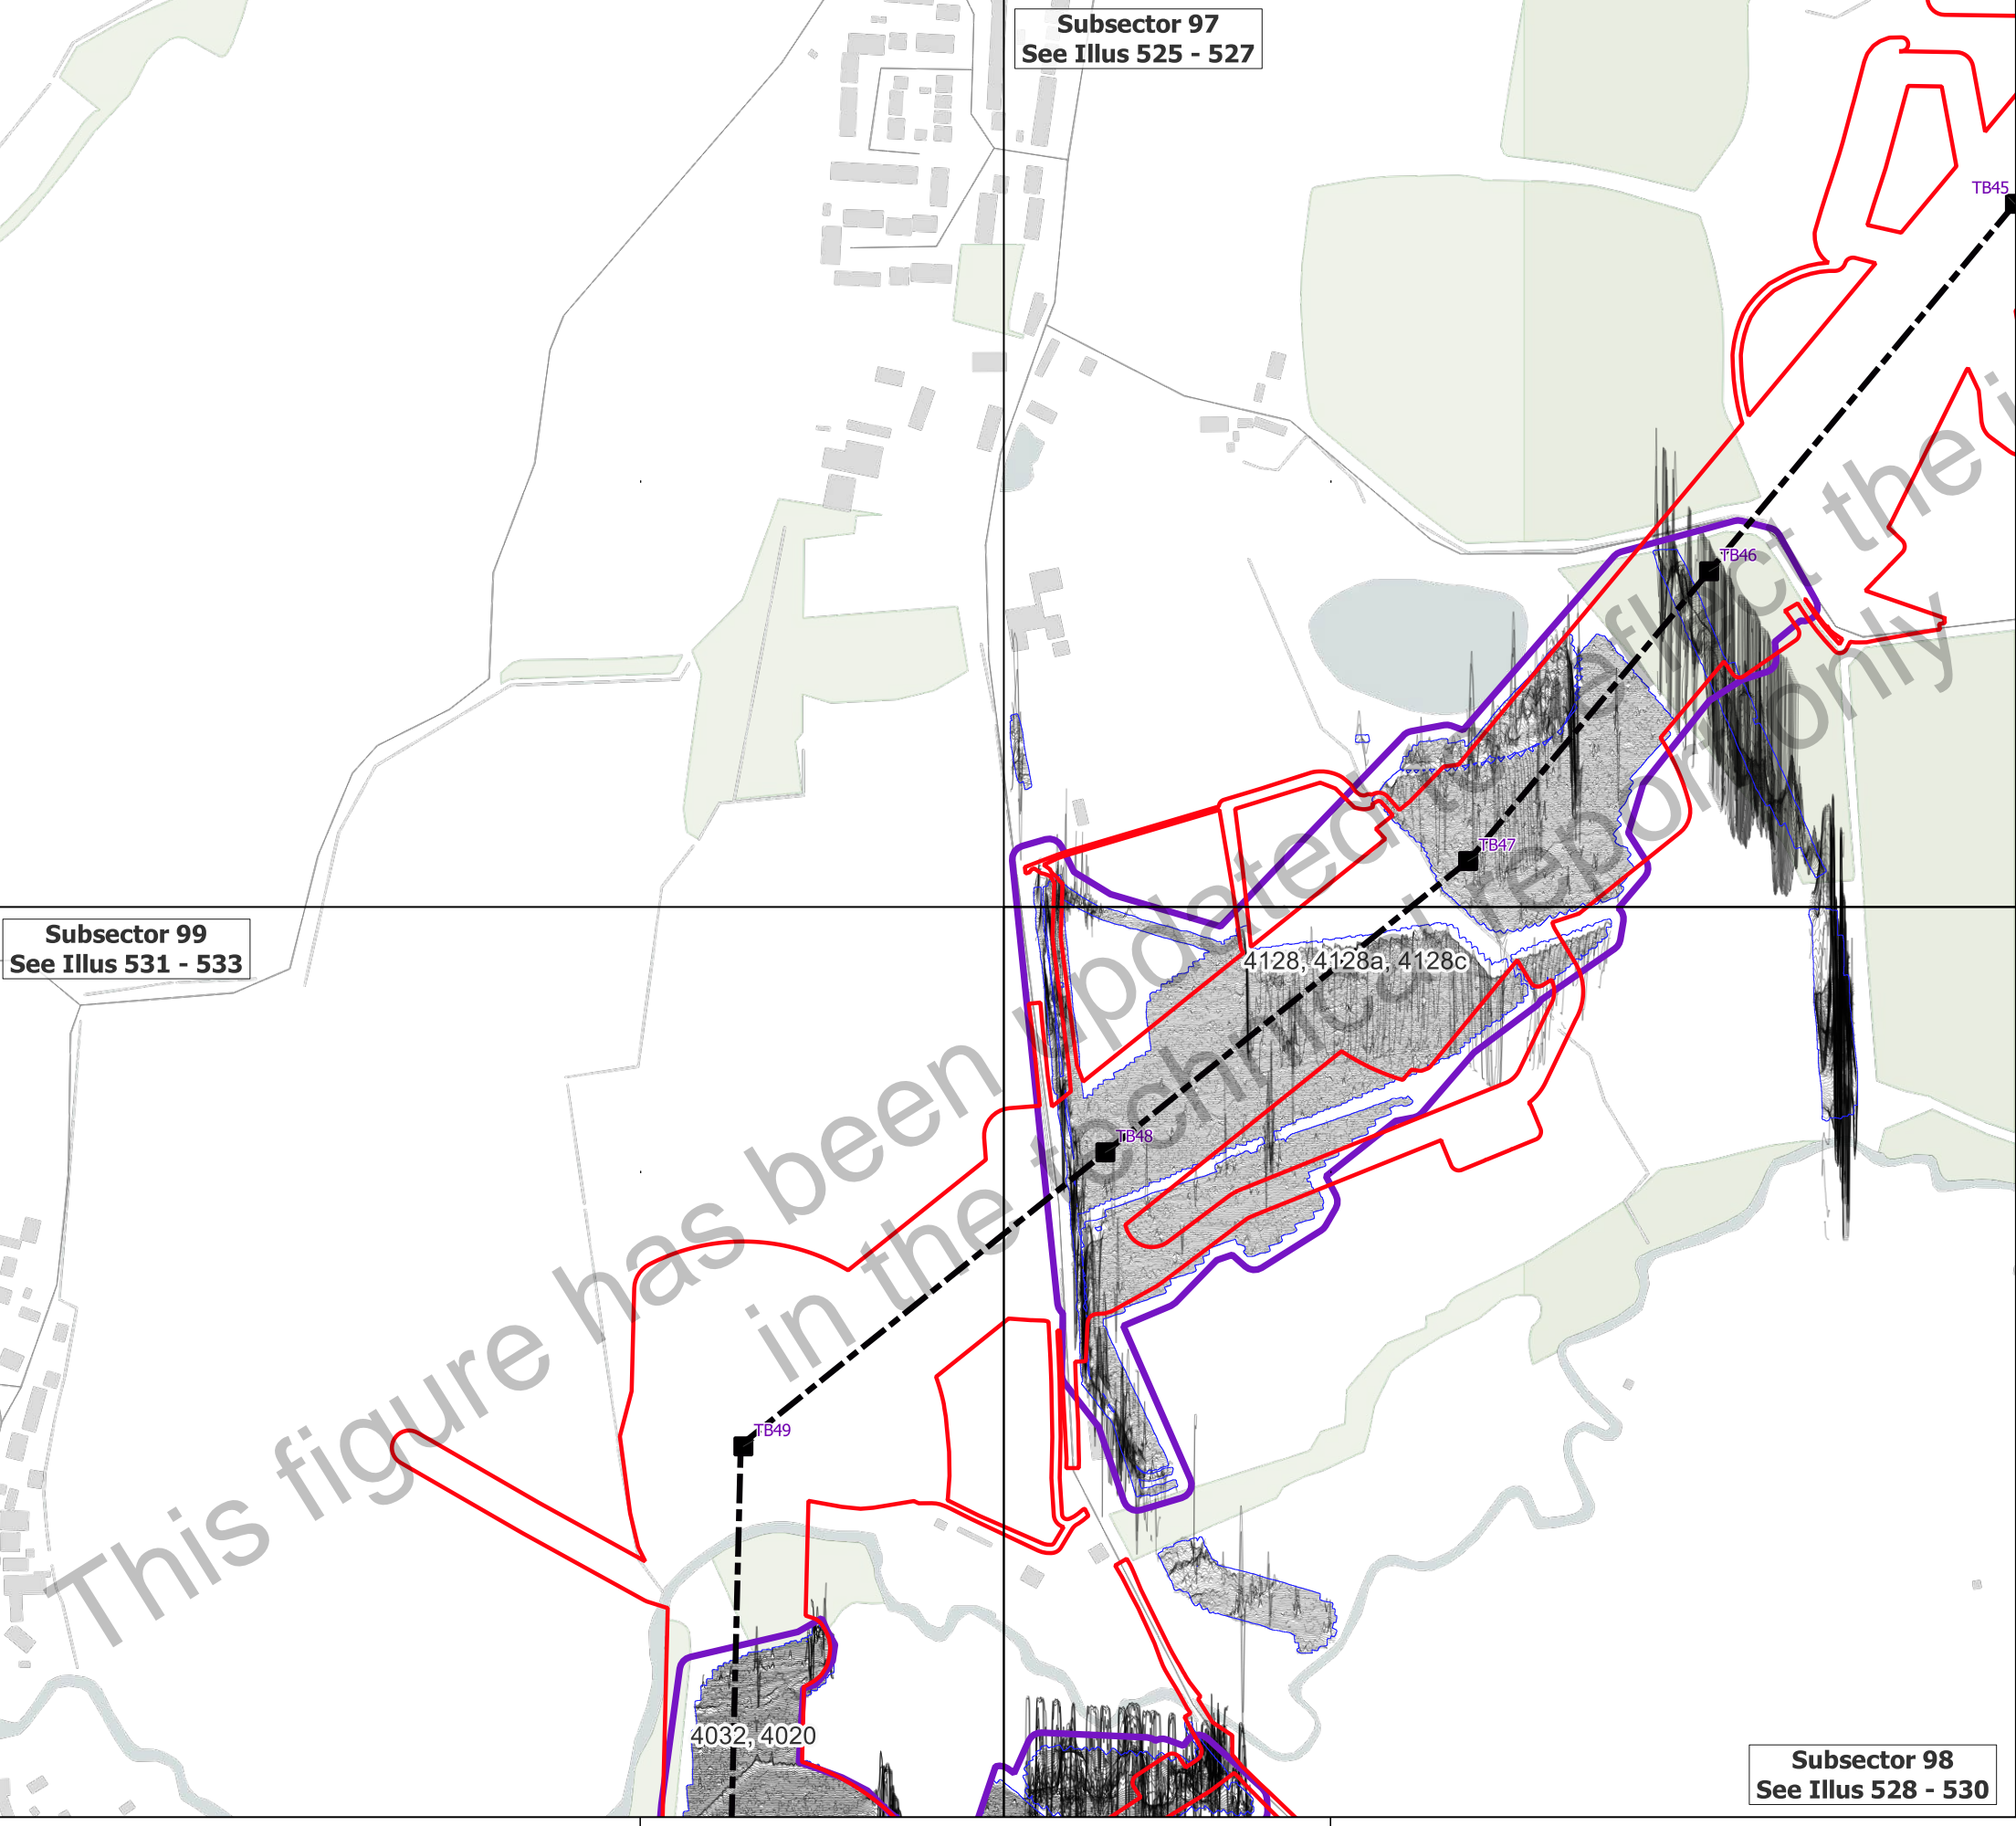 Subsector 97
See Illus 525 - 527
TB45
TB46
TB47
Subsector 99
See Illus 531 - 533
4128, 4128a, 4128c
TB48
TB49
This figure has been updated to reflect the i
in the technical report only
4032, 4020
Subsector 98
See Illus 528 - 530